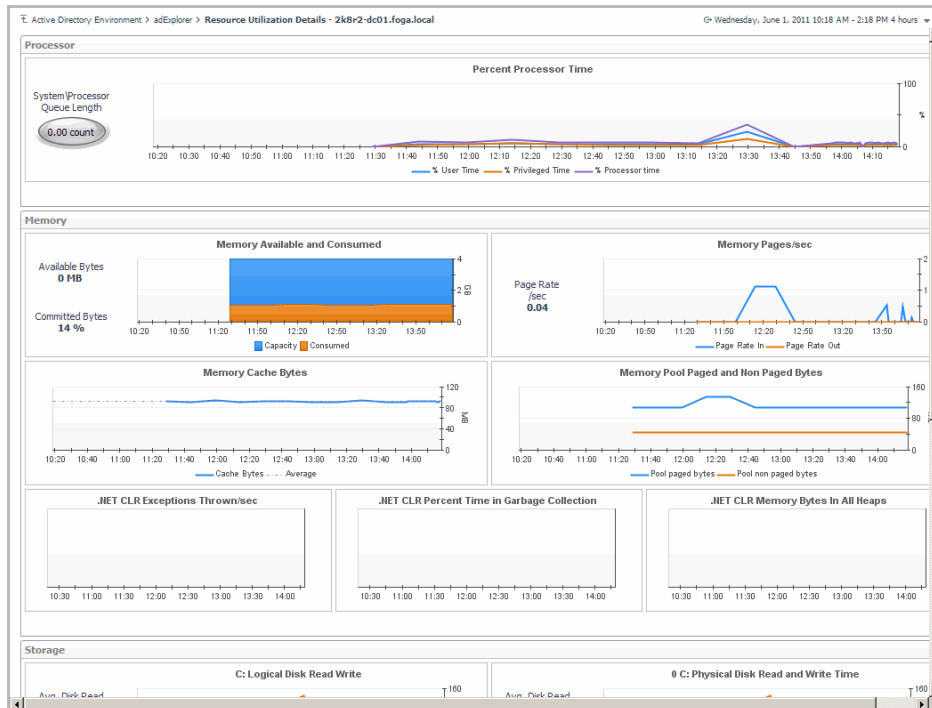 Active Directory Environment > adExplorer > Resource Utilization Details - 2k8r2-dc01.foga.local
Wednesday, June 1, 2011 10:18 AM - 2:18 PM 4 hours
Processor
Percent Processor Time
System\Processor
Queue Length
0.00 count
100
%
0
10:20 10:30 10:40 10:50 11:00 11:10 11:20 11:30 11:40 11:50 12:00 12:10 12:20 12:30 12:40 12:50 13:00 13:10 13:20 13:30 13:40 13:50 14:00 14:10
% User Time % Privileged Time % Processor time
Memory
Memory Available and Consumed
Available Bytes
0 MB
Committed Bytes
14 %
4
2
GB
0
10:20 10:50 11:20 11:50 12:20 12:50 13:20 13:50
Capacity Consumed
Memory Pages/sec
Page Rate
/sec
0.04
2
1
0
10:20 10:50 11:20 11:50 12:20 12:50 13:20 13:50
Page Rate In Page Rate Out
Memory Cache Bytes
120
80
MB
40
0
10:20 10:40 11:00 11:20 11:40 12:00 12:20 12:40 13:00 13:20 13:40 14:00
Cache Bytes Average
Memory Pool Paged and Non Paged Bytes
160
80
0
10:20 10:40 11:00 11:20 11:40 12:00 12:20 12:40 13:00 13:20 13:40 14:00
Pool paged bytes Pool non paged bytes
.NET CLR Exceptions Thrown/sec
10:30 11:00 11:30 12:00 12:30 13:00 13:30 14:00
.NET CLR Percent Time in Garbage Collection
10:30 11:00 11:30 12:00 12:30 13:00 13:30 14:00
.NET CLR Memory Bytes In All Heaps
10:30 11:00 11:30 12:00 12:30 13:00 13:30 14:00
Storage
C: Logical Disk Read Write
Avg. Disk Read
160
0 C: Physical Disk Read and Write Time
Avg. Disk Read
160